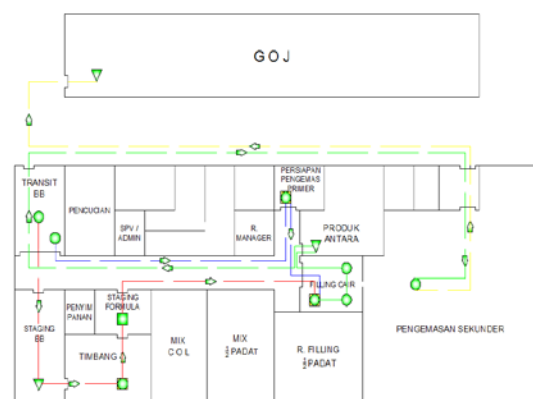 GOJ
TRANSIT
BB
PENCUCIAN
SPV /
ADMIN
R.
MANAGER
PERSIAPAN
PENGEMAS
PRIMER
PRODUK
ANTARA
STAGING
BB
PENYIM
PANAN
STAGING
FORMULA
TIMBANG
MIX
COL
MIX
½ PADAT
R. FILLING
½ PADAT
FILLING CAIR
PENGEMASAN SEKUNDER